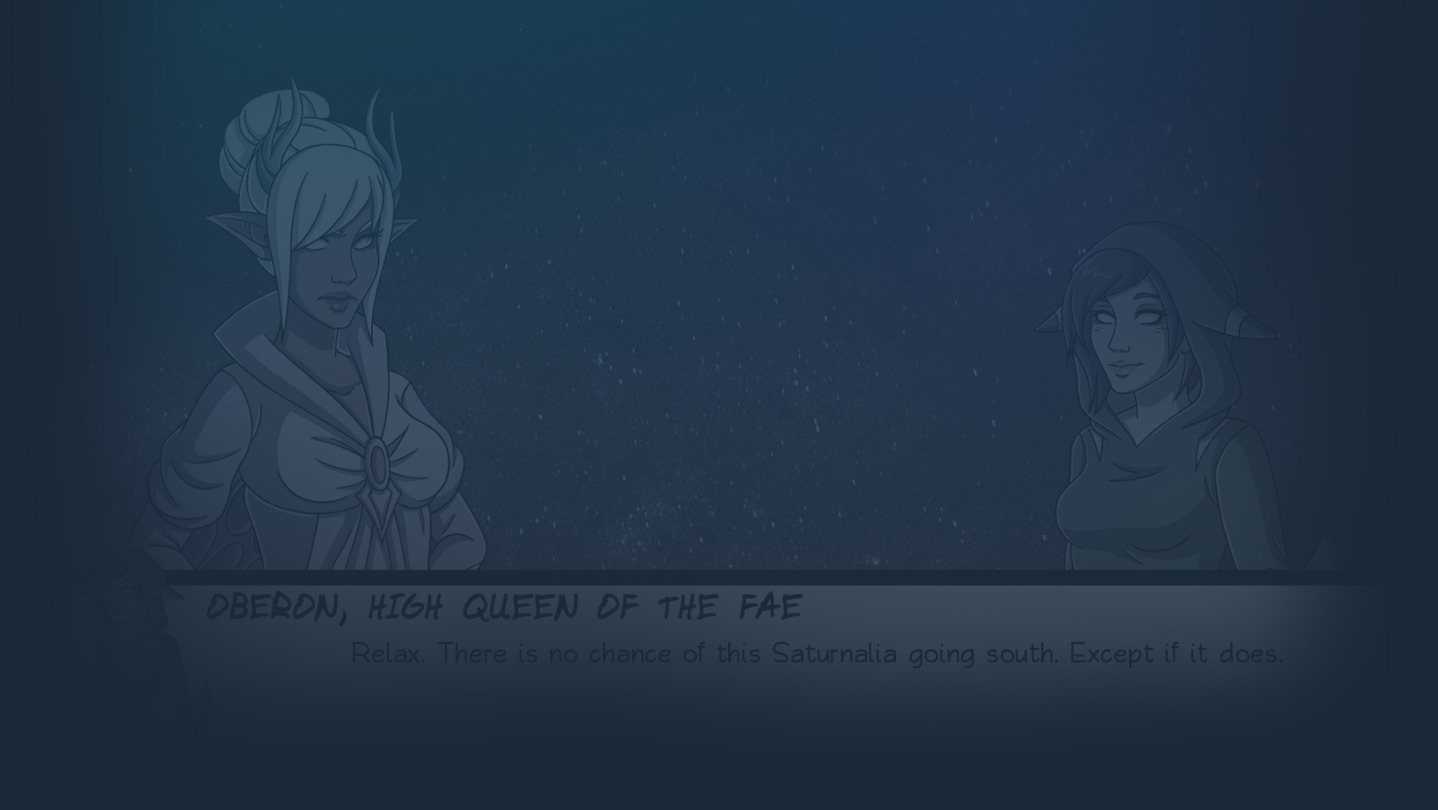 OBERON, HIGH QUEEN OF THE FAE
Relax. There is no chance of this Saturnalia going south. Except if it does.